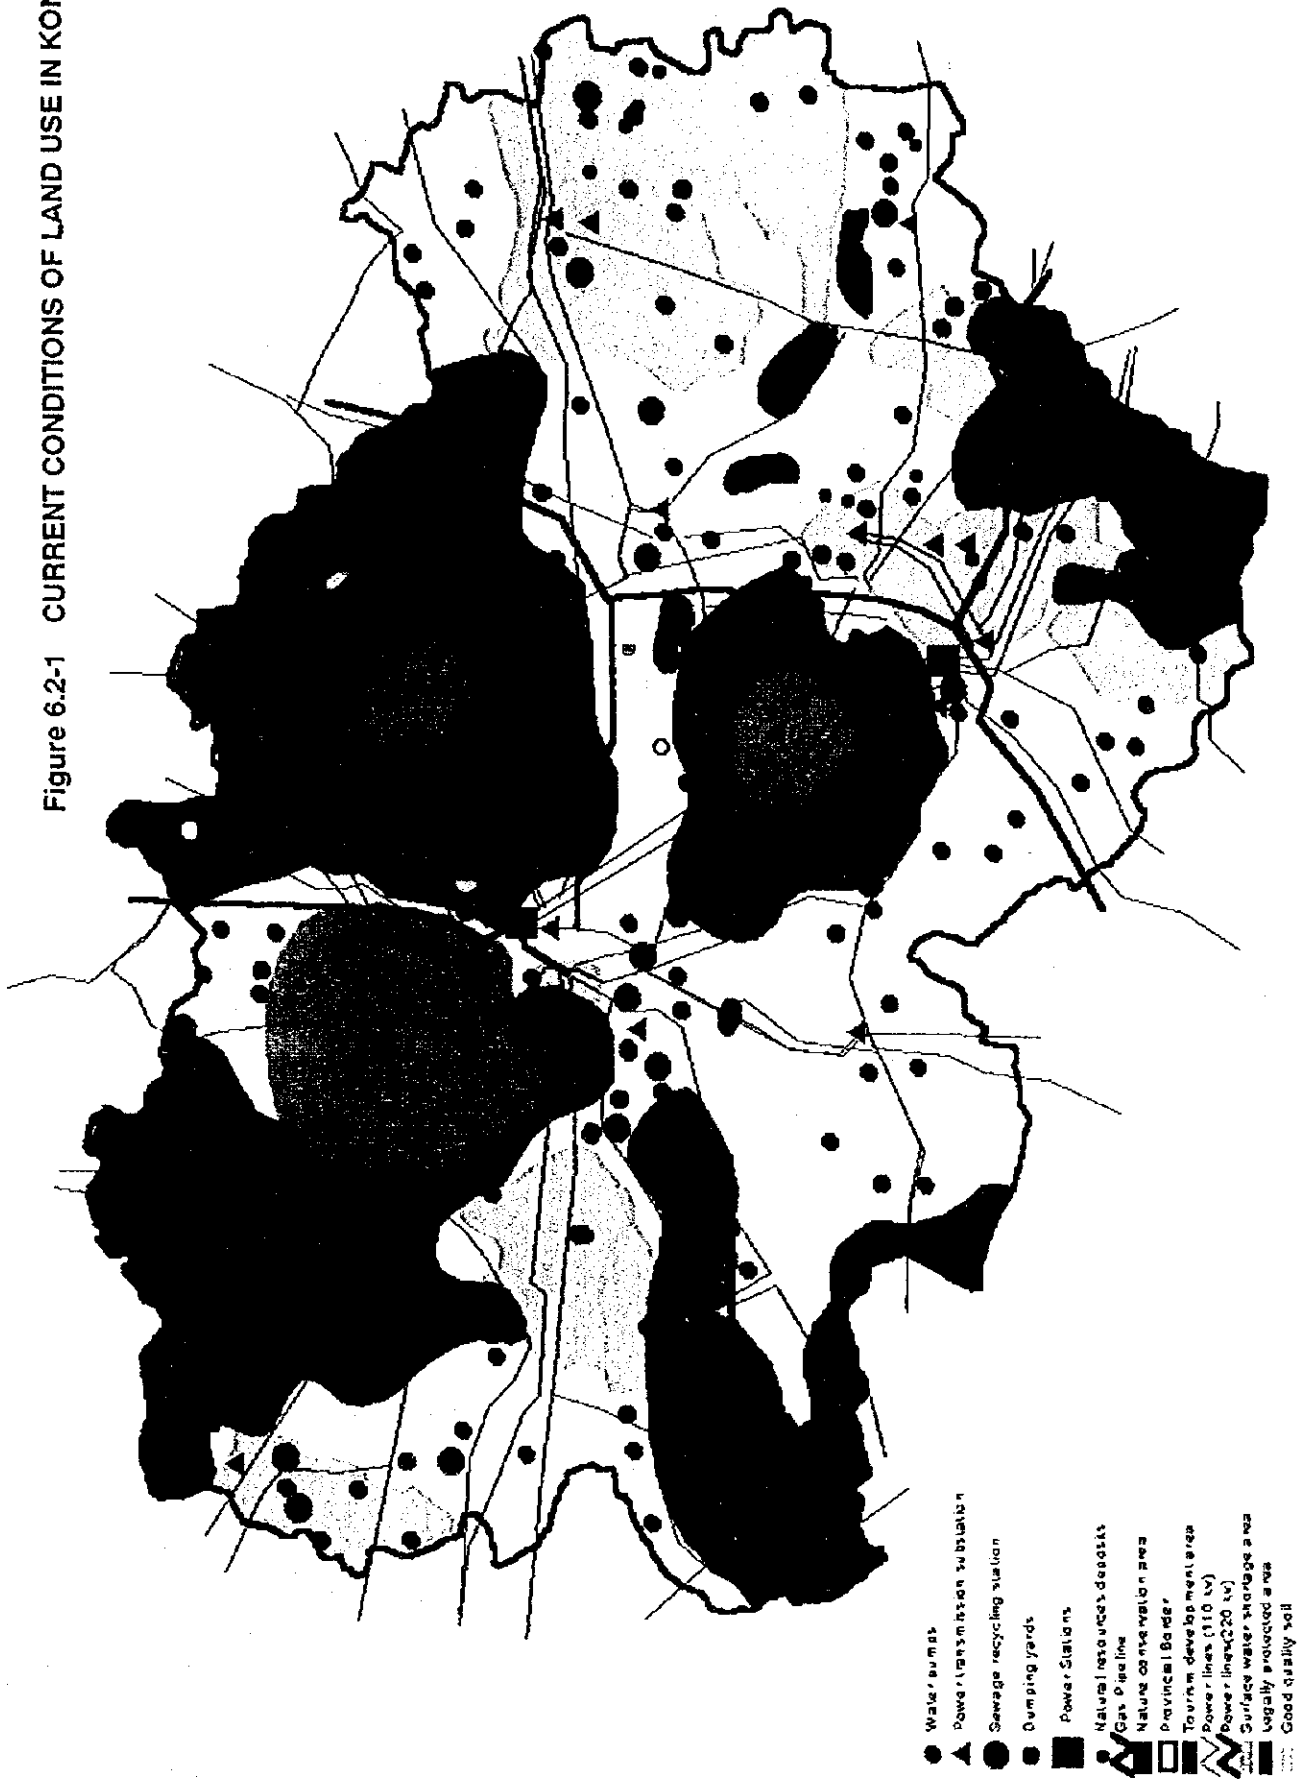 Figure 6.2-1 CURRENT CONDITIONS OF LAND USE IN KON
Water pumps
Power transmission substation
Sewage recycling station
Dumping yards
Power Stations
Natural resources deposits
Gas Pipeline
Nature conservation area
Provincial Border
Tourism development area
Power lines (110 kv)
Power lines(220 kv)
Surface water shortage area
Legally protected area
Good quality soil